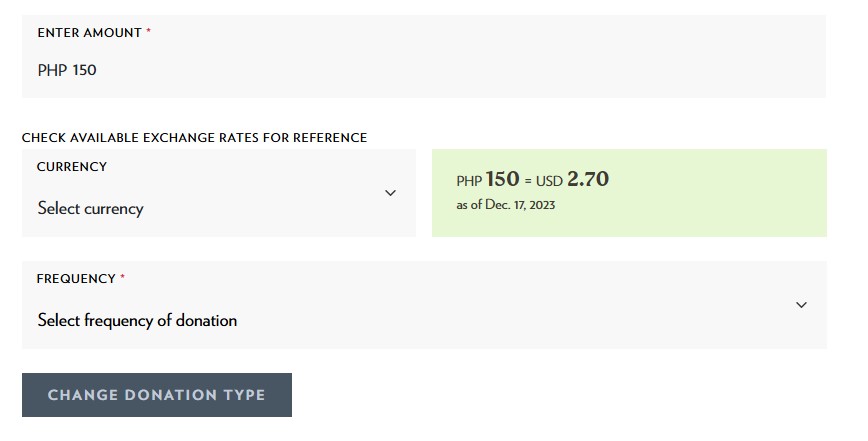 ENTER AMOUNT *
PHP 150
CHECK AVAILABLE EXCHANGE RATES FOR REFERENCE
CURRENCY
Select currency
PHP 150 = USD 2.70
as of Dec. 17, 2023
FREQUENCY *
Select frequency of donation
CHANGE DONATION TYPE